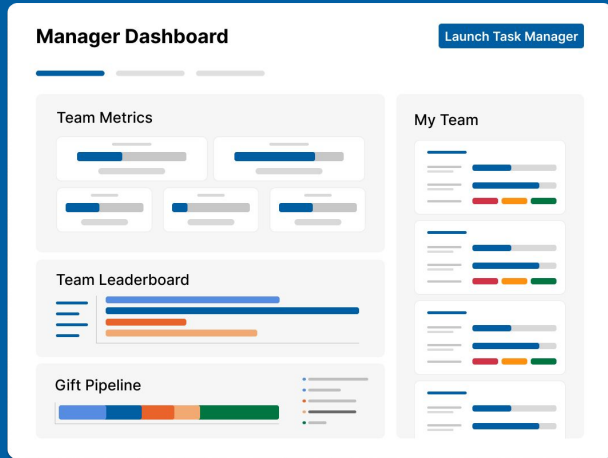 Manager Dashboard
Launch Task Manager
Team Metrics
My Team
Team Leaderboard
Gift Pipeline